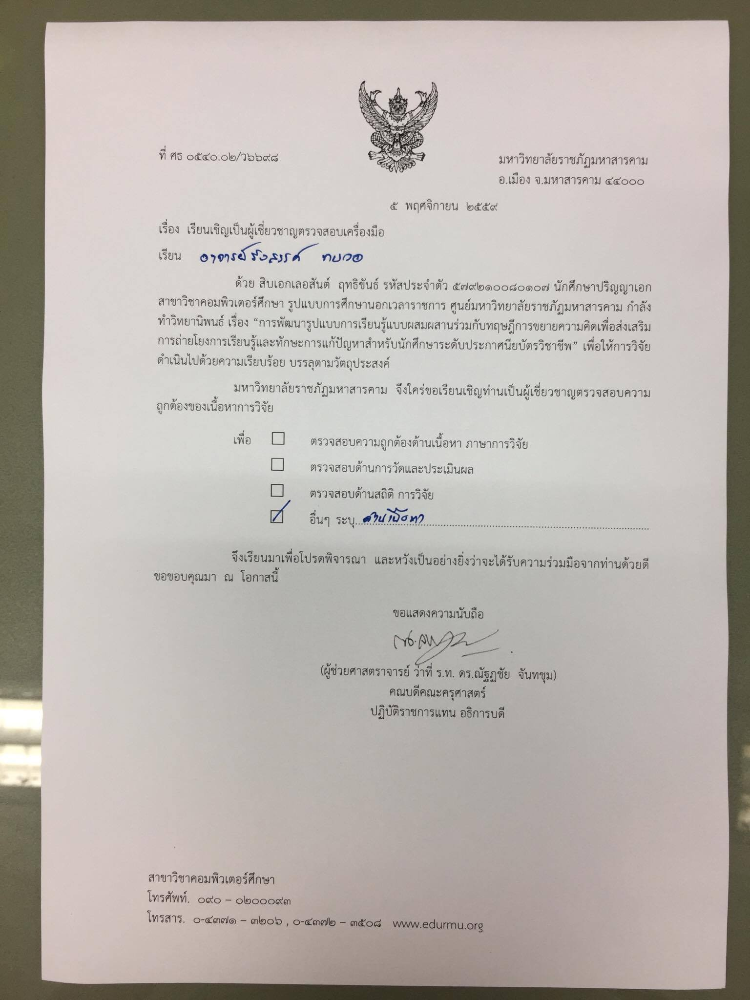 ที่ ศธ ๐๕๔๐.๐๒/ว๖๖๙๘
มหาวิทยาลัยราชภัฏมหาสารคาม
อ.เมือง จ.มหาสารคาม ๔๔๐๐๐
๕ พฤศจิกายน ๒๕๕๙
เรื่อง เรียนเชิญเป็นผู้เชี่ยวชาญตรวจสอบเครื่องมือ
เรียน อาจารย์รังสรรค์ ทบวอ
ด้วย สิบเอกเลอสันต์ ฤทธิขันธ์ รหัสประจำตัว ๕๗๙๒๑๐๐๘๐๑๐๗ นักศึกษาปริญญาเอก
สาขาวิชาคอมพิวเตอร์ศึกษา รูปแบบการศึกษานอกเวลาราชการ ศูนย์มหาวิทยาลัยราชภัฏมหาสารคาม กำลัง
ทำวิทยานิพนธ์ เรื่อง “การพัฒนารูปแบบการเรียนรู้แบบผสมผสานร่วมกับทฤษฎีการขยายความคิดเพื่อส่งเสริม
การถ่ายโยงการเรียนรู้และทักษะการแก้ปัญหาสำหรับนักศึกษาระดับประกาศนียบัตรวิชาชีพ” เพื่อให้การวิจัย
ดำเนินไปด้วยความเรียบร้อย บรรลุตามวัตถุประสงค์
มหาวิทยาลัยราชภัฏมหาสารคาม จึงใคร่ขอเรียนเชิญท่านเป็นผู้เชี่ยวชาญตรวจสอบความ
ถูกต้องของเนื้อหาการวิจัย
เพื่อ ตรวจสอบความถูกต้องด้านเนื้อหา ภาษาการวิจัย
ตรวจสอบด้านการวัดและประเมินผล
ตรวจสอบด้านสถิติ การวิจัย
อื่นๆ ระบุ ด้านเนื้อหา
จึงเรียนมาเพื่อโปรดพิจารณา และหวังเป็นอย่างยิ่งว่าจะได้รับความร่วมมือจากท่านด้วยดี
ขอขอบคุณมา ณ โอกาสนี้
ขอแสดงความนับถือ
(ผู้ช่วยศาสตราจารย์ ว่าที่ ร.ท. ดร.ณัฐฏชัย จันทชุม)
คณบดีคณะครุศาสตร์
ปฏิบัติราชการแทน อธิการบดี
สาขาวิชาคอมพิวเตอร์ศึกษา
โทรศัพท์. ๐๙๐ – ๐๒๐๐๐๙๓
โทรสาร. ๐-๔๓๗๑ – ๓๒๐๖ , ๐-๔๓๗๒ – ๓๕๐๘ www.edurmu.org